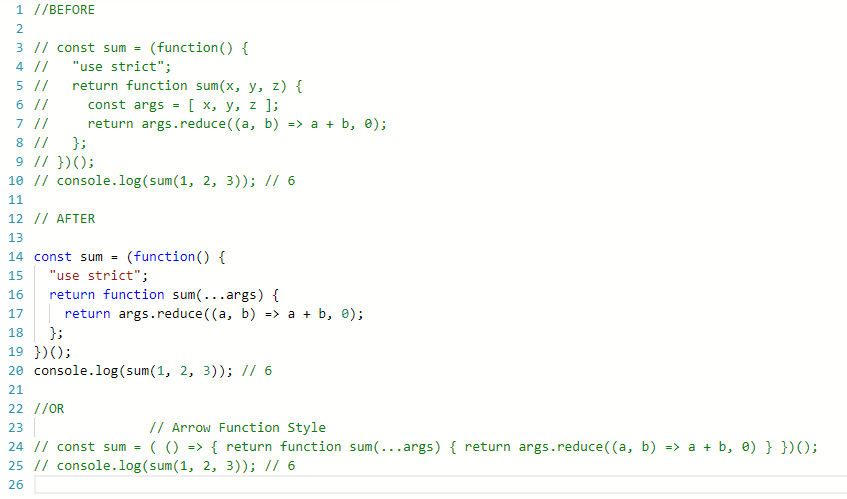 1 //BEFORE
2
3 // const sum = (function() {
4 //   "use strict";
5 //   return function sum(x, y, z) {
6 //     const args = [ x, y, z ];
7 //     return args.reduce((a, b) => a + b, 0);
8 //   };
9 // })();
10 // console.log(sum(1, 2, 3)); // 6
11
12 // AFTER
13
14 const sum = (function() {
15   "use strict";
16   return function sum(...args) {
17     return args.reduce((a, b) => a + b, 0);
18   };
19 })();
20 console.log(sum(1, 2, 3)); // 6
21
22 //OR
23                // Arrow Function Style
24 // const sum = ( () => { return function sum(...args) { return args.reduce((a, b) => a + b, 0) } })();
25 // console.log(sum(1, 2, 3)); // 6
26